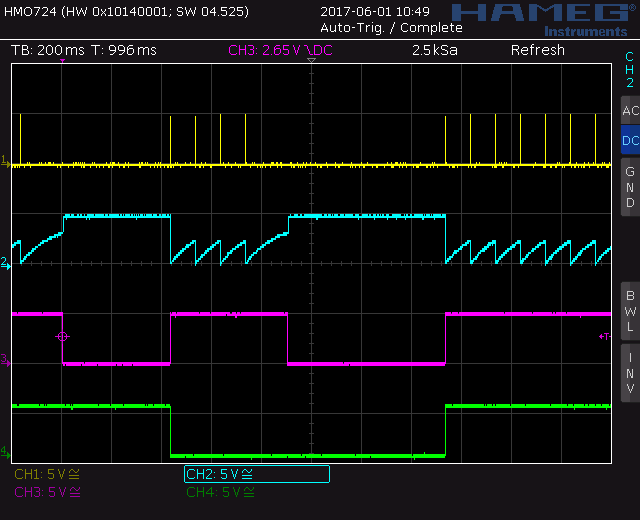 HMO724 (HW 0x10140001; SW 04.525)
2017-06-01 10:49
HAMEG
Auto-Trig. / Complete
Instruments
TB: 200 ms T: 996 ms
CH3: 2.65 V DC
2.5 kSa
Refresh
CH2
AC
DC
GND
BWL
INV
1
2
3
4
T
CH1: 5 V
CH2: 5 V
CH3: 5 V
CH4: 5 V